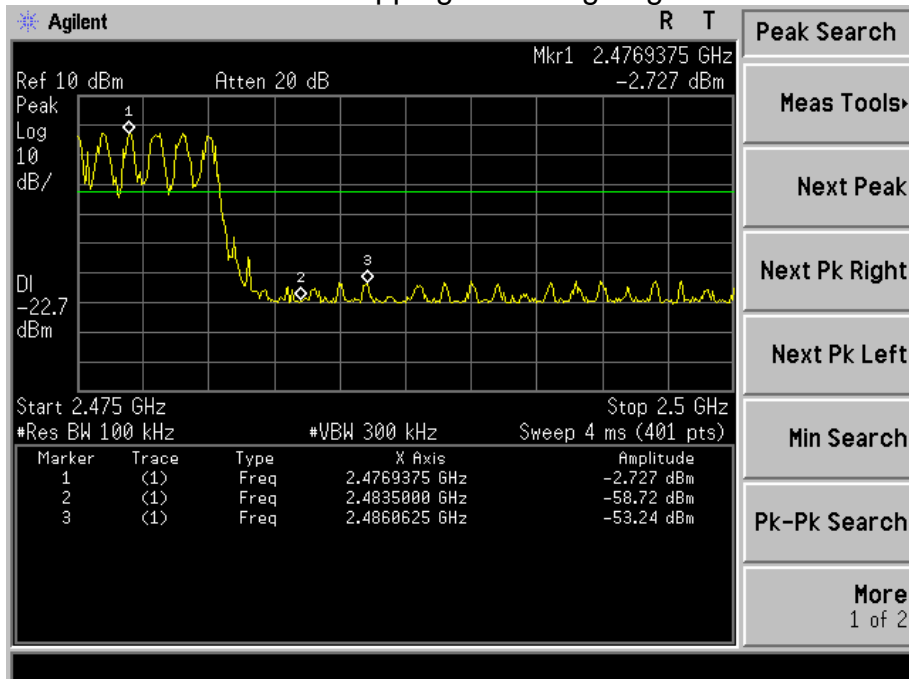 Agilent R T
Peak Search
Mkr1 2.4769375 GHz
Ref 10 dBm Atten 20 dB -2.727 dBm
Peak
Log
10
dB/
1
2
3
DI
-22.7
dBm
Start 2.475 GHz Stop 2.5 GHz
#Res BW 100 kHz #VBW 300 kHz Sweep 4 ms (401 pts)
Marker Trace Type X Axis Amplitude
1 (1) Freq 2.4769375 GHz -2.727 dBm
2 (1) Freq 2.4835000 GHz -58.72 dBm
3 (1) Freq 2.4860625 GHz -53.24 dBm
Meas Tools
Next Peak
Next Pk Right
Next Pk Left
Min Search
Pk-Pk Search
More
1 of 2